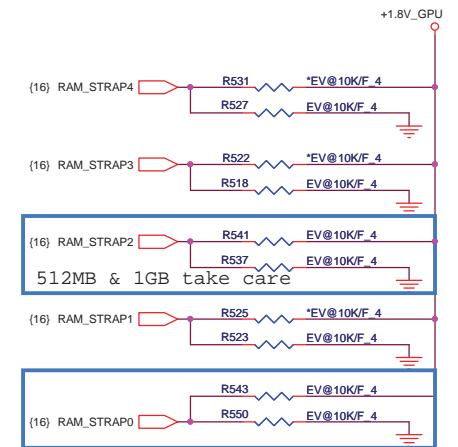 +1.8V_GPU
R531 *EV@10K/F_4
{16} RAM_STRAP4
R527 EV@10K/F_4
R522 *EV@10K/F_4
{16} RAM_STRAP3
R518 EV@10K/F_4
R541 EV@10K/F_4
{16} RAM_STRAP2
R537 EV@10K/F_4
512MB & 1GB take care
R525 *EV@10K/F_4
{16} RAM_STRAP1
R523 EV@10K/F_4
R543 EV@10K/F_4
R550 EV@10K/F_4
{16} RAM_STRAP0